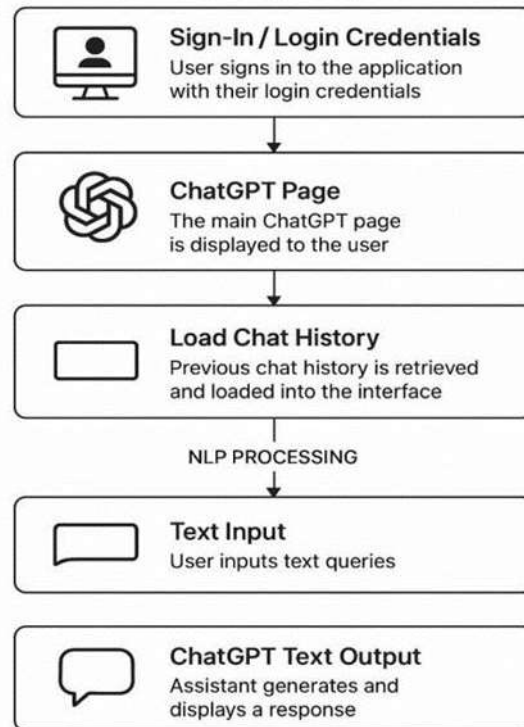 Sign-In / Login Credentials
User signs in to the application
with their login credentials
ChatGPT Page
The main ChatGPT page
is displayed to the user
Load Chat History
Previous chat history is retrieved
and loaded into the interface
NLP PROCESSING
Text Input
User inputs text queries
ChatGPT Text Output
Assistant generates and
displays a response